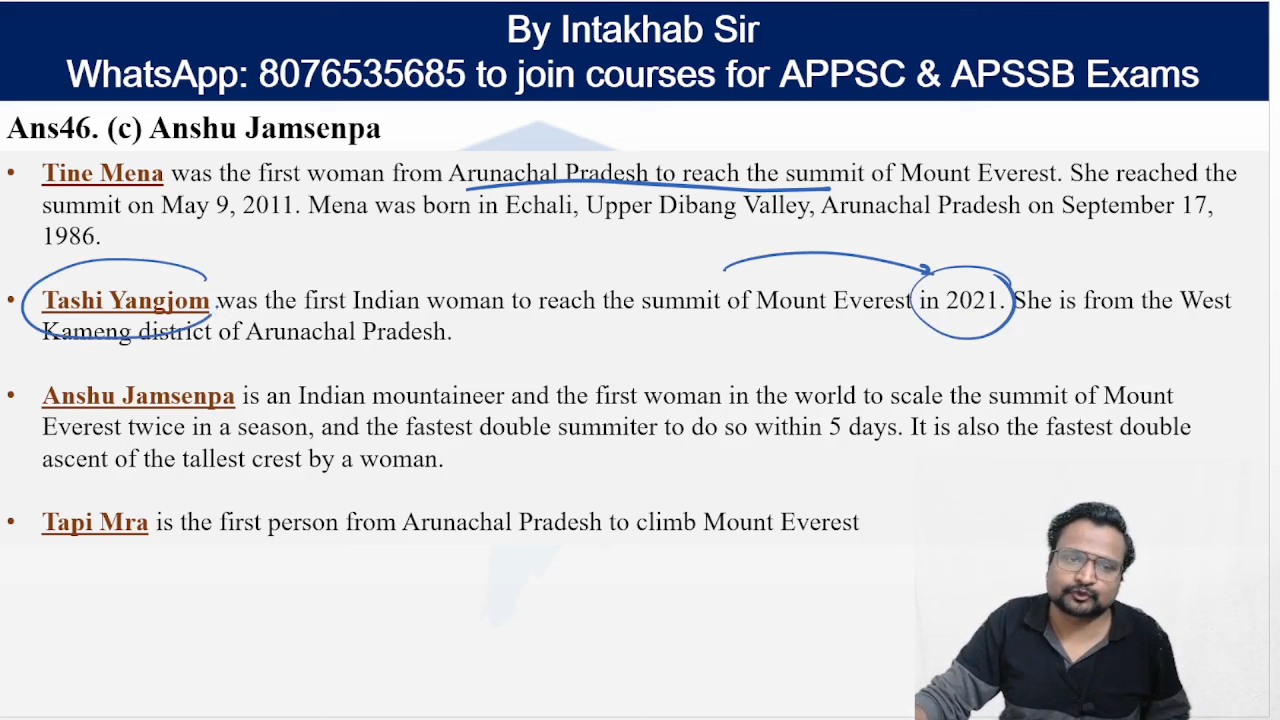 By Intakhab Sir
WhatsApp: 8076535685 to join courses for APPSC & APSSB Exams
Ans46. (c) Anshu Jamsenpa
• Tine Mena was the first woman from Arunachal Pradesh to reach the summit of Mount Everest. She reached the
summit on May 9, 2011. Mena was born in Echali, Upper Dibang Valley, Arunachal Pradesh on September 17,
1986.
• Tashi Yangjom was the first Indian woman to reach the summit of Mount Everest in 2021. She is from the West
Kameng district of Arunachal Pradesh.
• Anshu Jamsenpa is an Indian mountaineer and the first woman in the world to scale the summit of Mount
Everest twice in a season, and the fastest double summiter to do so within 5 days. It is also the fastest double
ascent of the tallest crest by a woman.
• Tapi Mra is the first person from Arunachal Pradesh to climb Mount Everest